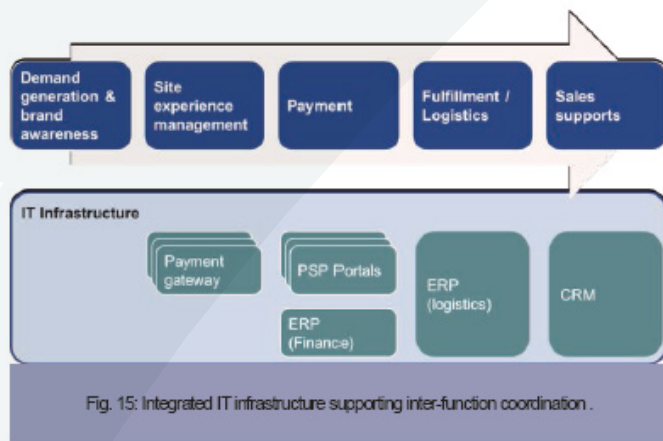 Demand
generation &
brand
awareness
Site
experience
management
Payment
Fulfillment /
Logistics
Sales
supports
IT Infrastructure
Payment
gateway
PSP Portals
ERP
(Finance)
ERP
(logistics)
CRM
Fig. 15: Integrated IT infrastructure supporting inter-function coordination .